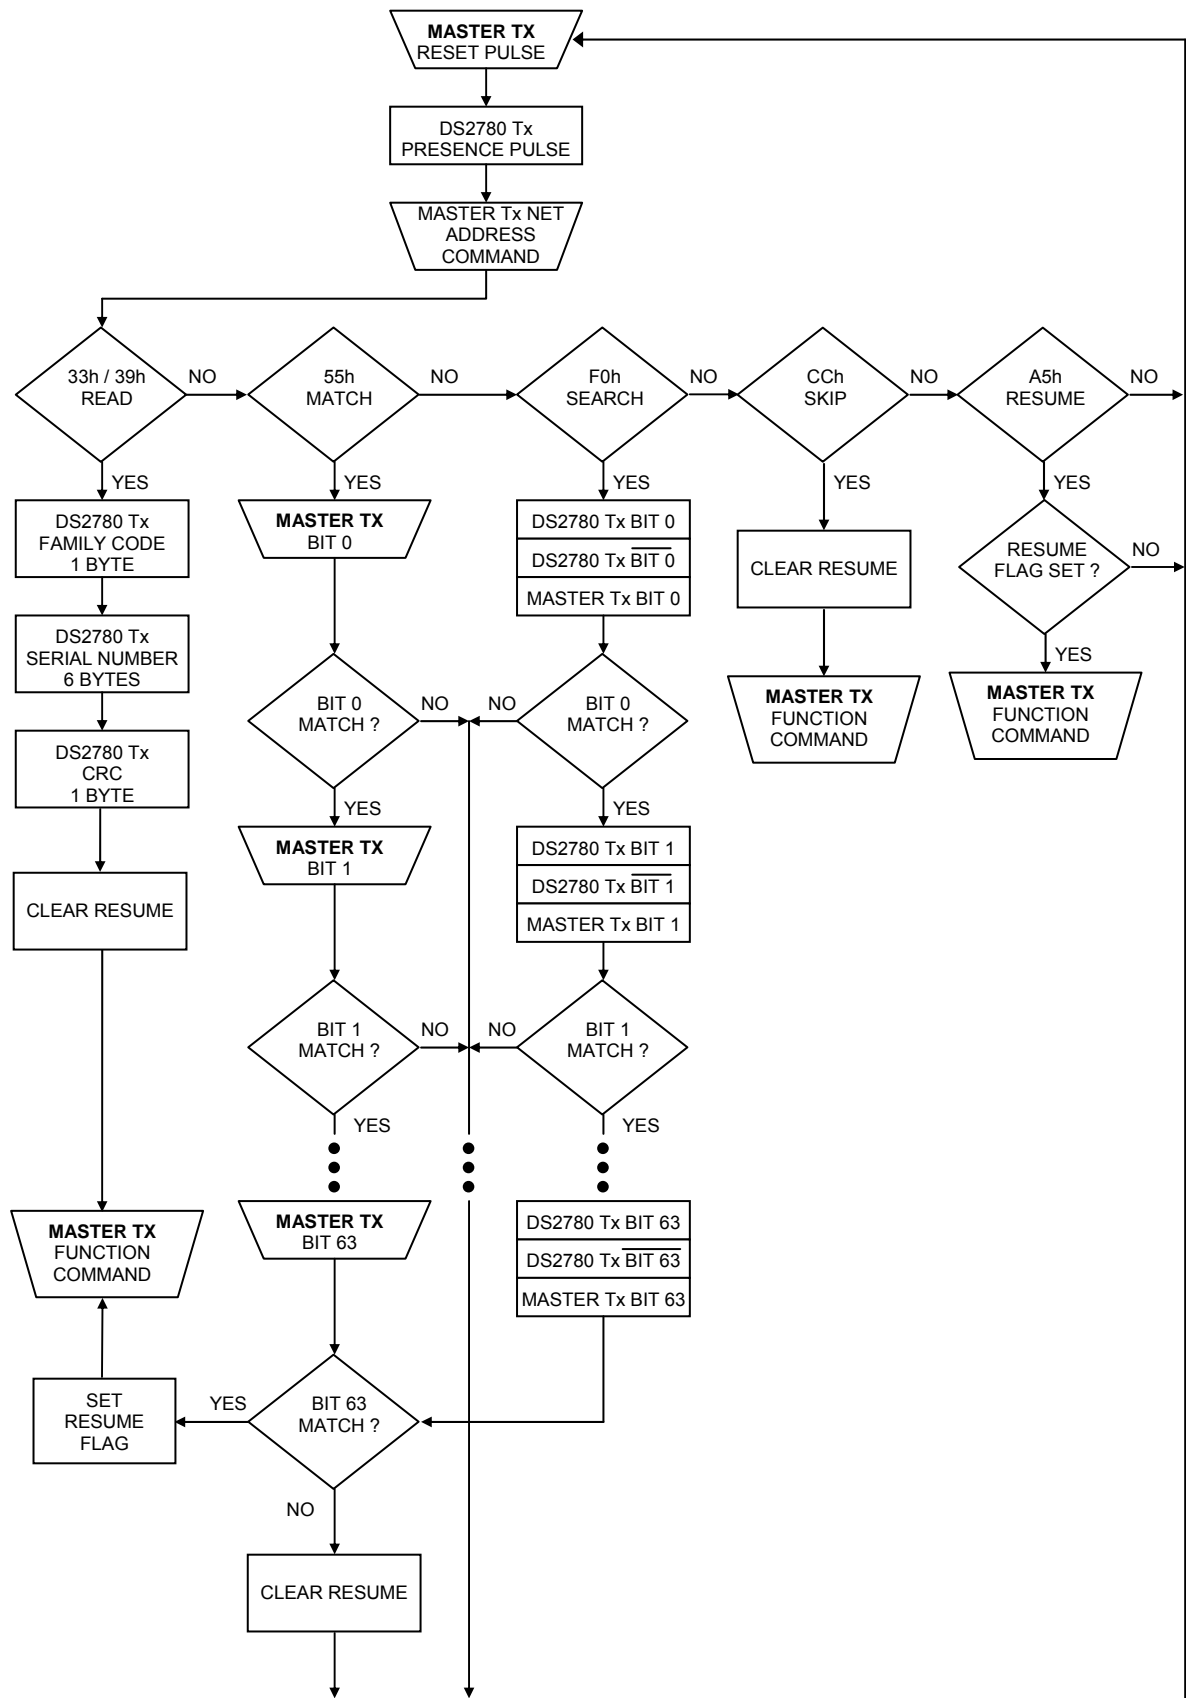 MASTER TX
RESET PULSE
DS2780 Tx
PRESENCE PULSE
MASTER Tx NET
ADDRESS
COMMAND
33h / 39h
READ
NO
55h
MATCH
NO
F0h
SEARCH
NO
CCh
SKIP
NO
A5h
RESUME
NO
YES
YES
YES
YES
YES
DS2780 Tx
FAMILY CODE
1 BYTE
MASTER TX
BIT 0
DS2780 Tx BIT 0
DS2780 Tx BIT 0
MASTER Tx BIT 0
CLEAR RESUME
RESUME
FLAG SET ?
NO
YES
DS2780 Tx
SERIAL NUMBER
6 BYTES
BIT 0
MATCH ?
NO
NO
BIT 0
MATCH ?
MASTER TX
FUNCTION
COMMAND
MASTER TX
FUNCTION
COMMAND
DS2780 Tx
CRC
1 BYTE
YES
YES
MASTER TX
BIT 1
DS2780 Tx BIT 1
DS2780 Tx BIT 1
MASTER Tx BIT 1
CLEAR RESUME
BIT 1
MATCH ?
NO
NO
BIT 1
MATCH ?
YES
YES
MASTER TX
FUNCTION
COMMAND
MASTER TX
BIT 63
DS2780 Tx BIT 63
DS2780 Tx BIT 63
MASTER Tx BIT 63
SET
RESUME
FLAG
YES
BIT 63
MATCH ?
NO
CLEAR RESUME